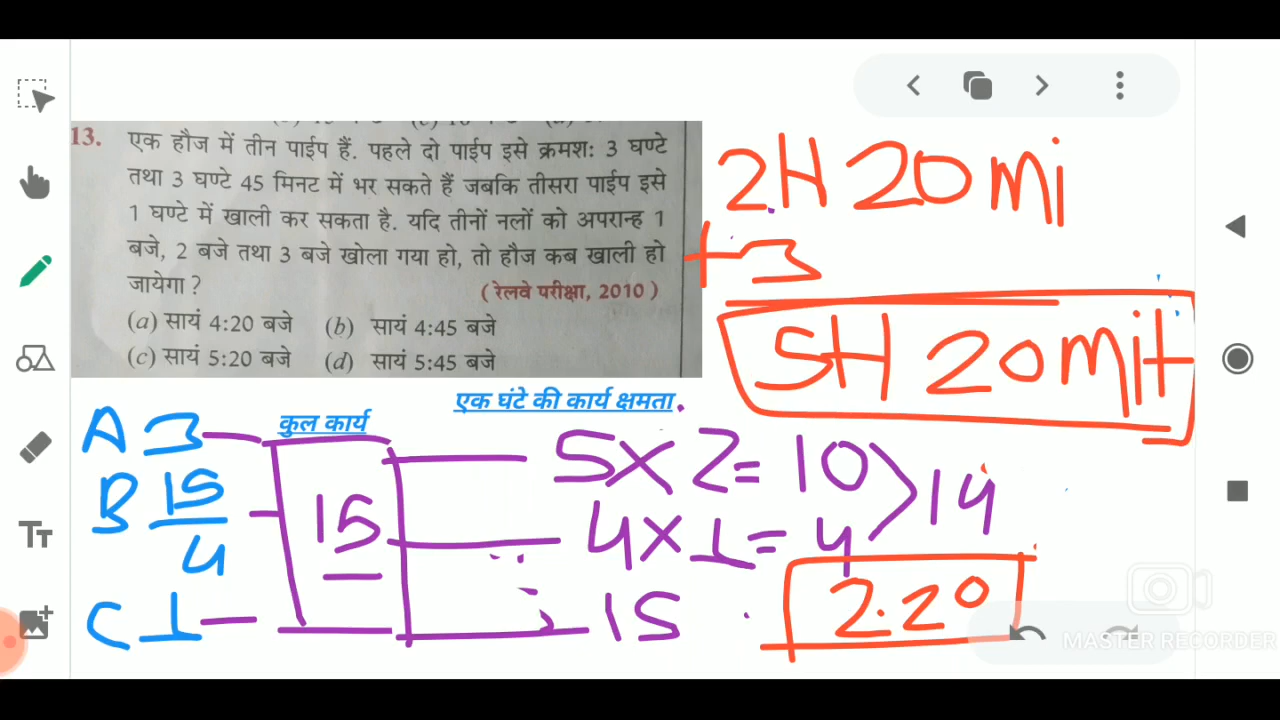 13. एक हौज में तीन पाईप हैं. पहले दो पाईप इसे क्रमश: 3 घण्टे
तथा 3 घण्टे 45 मिनट में भर सकते हैं जबकि तीसरा पाईप इसे
1 घण्टे में खाली कर सकता है. यदि तीनों नलों को अपरान्ह 1
बजे, 2 बजे तथा 3 बजे खोला गया हो, तो हौज कब खाली हो
जायेगा ?
(रेलवे परीक्षा, 2010)
(a) सायं 4:20 बजे (b) सायं 4:45 बजे
(c) सायं 5:20 बजे (d) सायं 5:45 बजे
2H 20 mi
+ 3
5H 20 mit
एक घंटे की कार्य क्षमता.
कुल कार्य
A 3
B 15/4
C 1
15
5 x 2 = 10
4 x 1 = 4
> 14
15
2.20
Tт
MASTER RECORDER